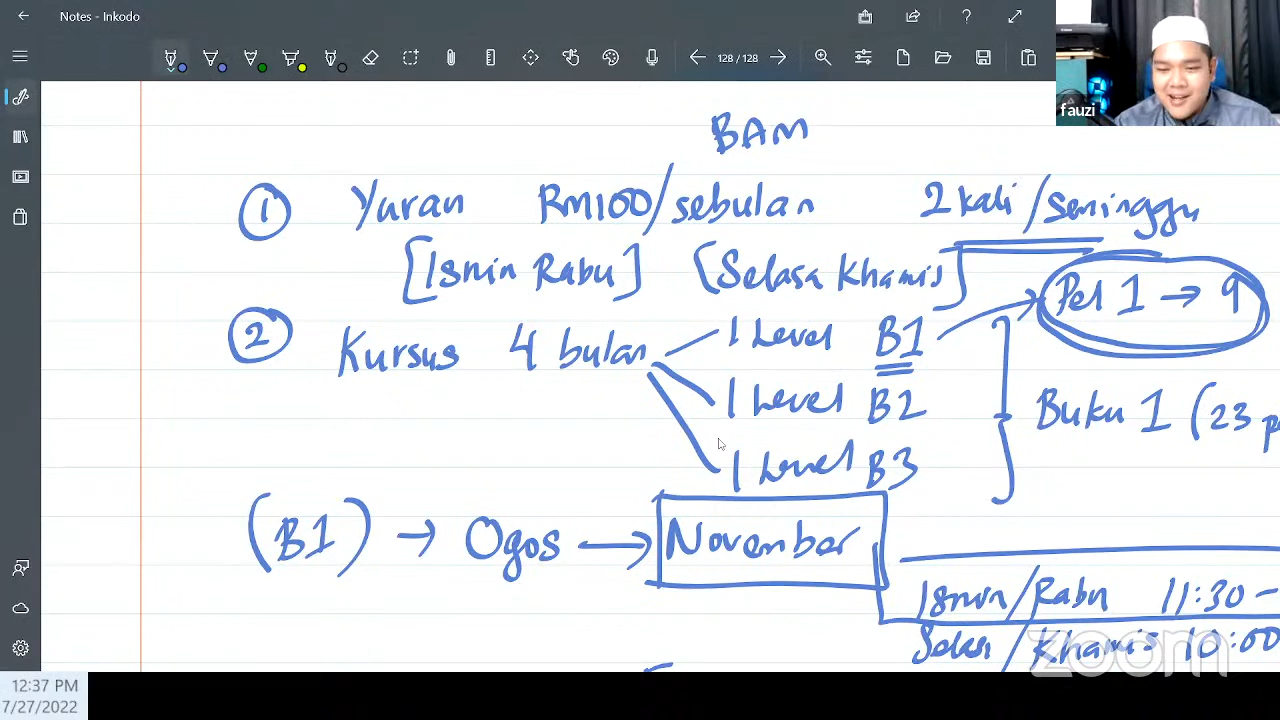 Notes - Inkodo
128 / 128
fauzi
BAM
1 Yuran RM100/sebulan 2 kali/seminggu
[Isnin Rabu] [Selasa Khamis]
2 Kursus 4 bulan
1 Level B1 → Pel 1 → 9
1 Level B2
1 Level B3
Buku 1 (23 p
(B1) → Ogos → November
Isnin/Rabu 11:30 -
/Khamis 10:00
zoom
12:37 PM
7/27/2022